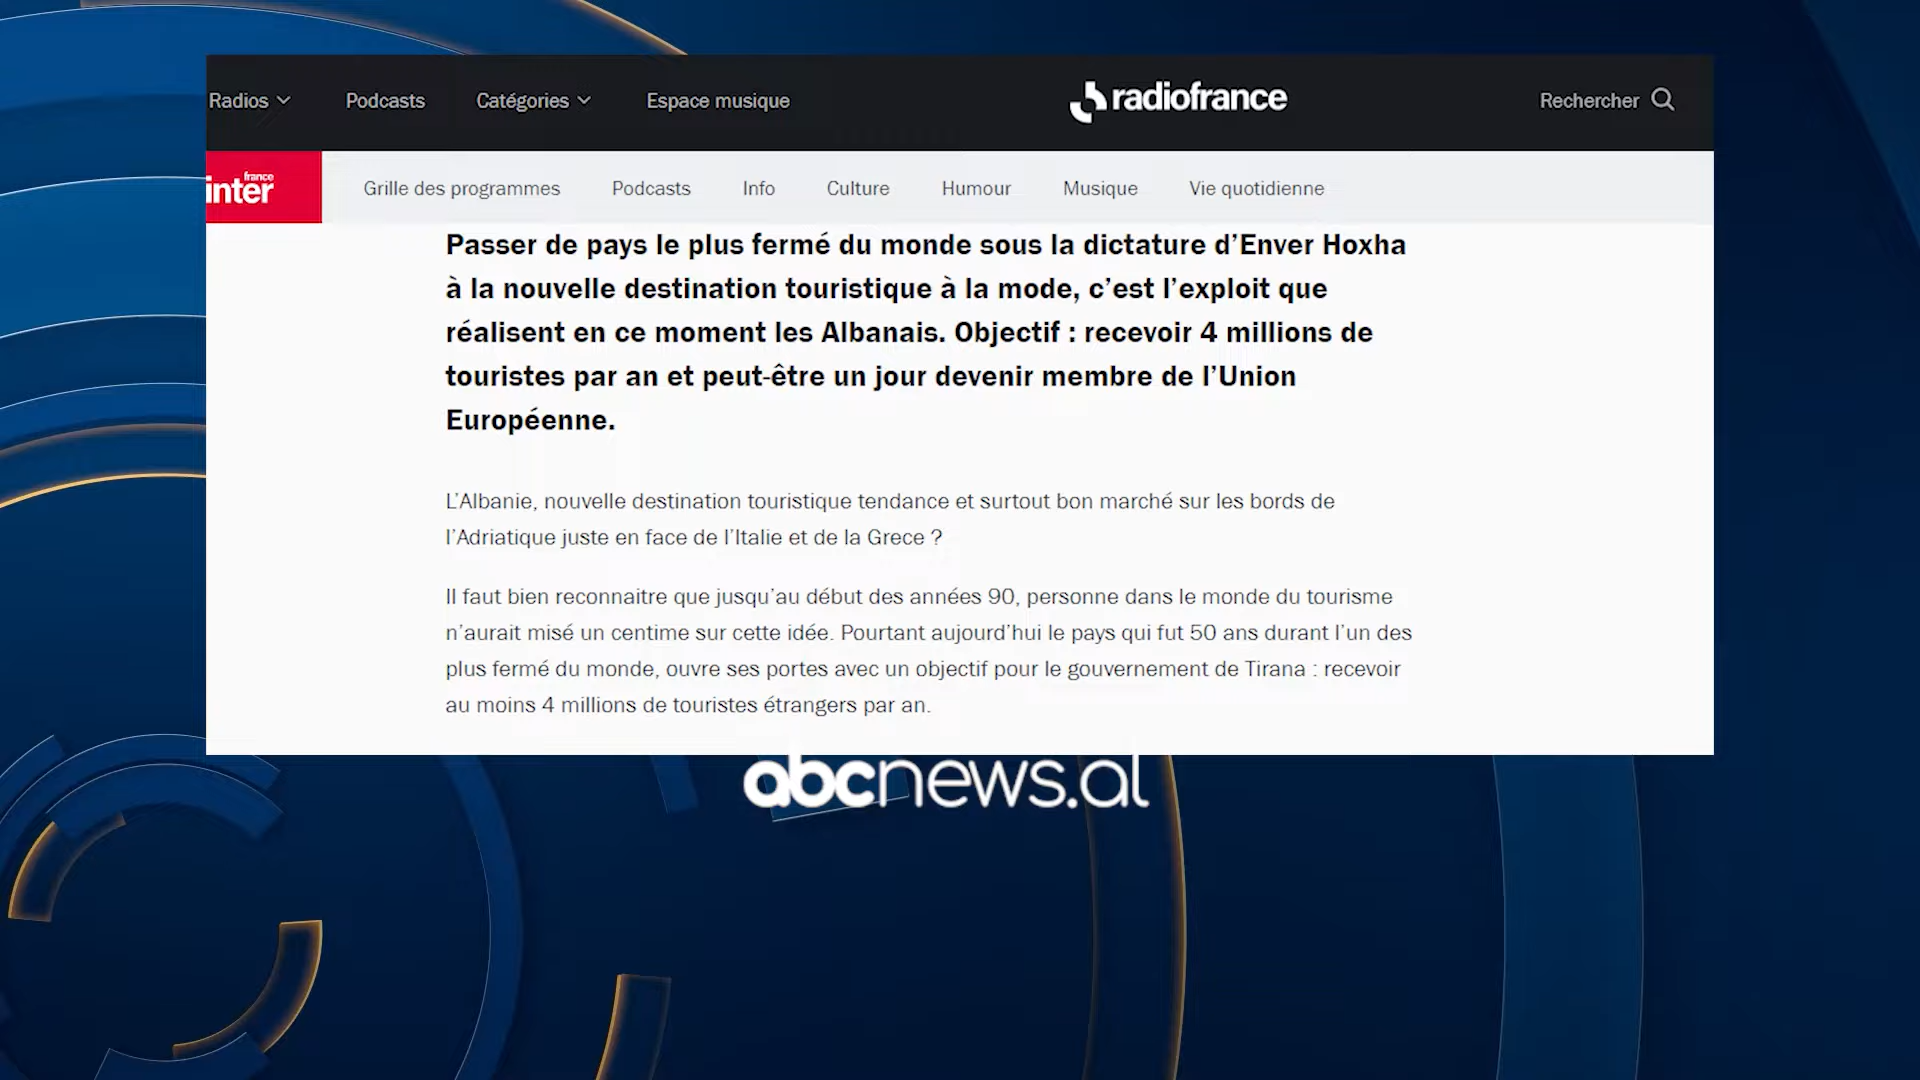 Radios Podcasts Catégories Espace musique radiofrance Rechercher
france
inter
Grille des programmes Podcasts Info Culture Humour Musique Vie quotidienne
Passer de pays le plus fermé du monde sous la dictature d’Enver Hoxha
à la nouvelle destination touristique à la mode, c’est l’exploit que
réalisent en ce moment les Albanais. Objectif : recevoir 4 millions de
touristes par an et peut-être un jour devenir membre de l’Union
Européenne.
L’Albanie, nouvelle destination touristique tendance et surtout bon marché sur les bords de
l’Adriatique juste en face de l’Italie et de la Grece ?
Il faut bien reconnaitre que jusqu’au début des années 90, personne dans le monde du tourisme
n’aurait misé un centime sur cette idée. Pourtant aujourd’hui le pays qui fut 50 ans durant l’un des
plus fermé du monde, ouvre ses portes avec un objectif pour le gouvernement de Tirana : recevoir
au moins 4 millions de touristes étrangers par an.
abcnews.al